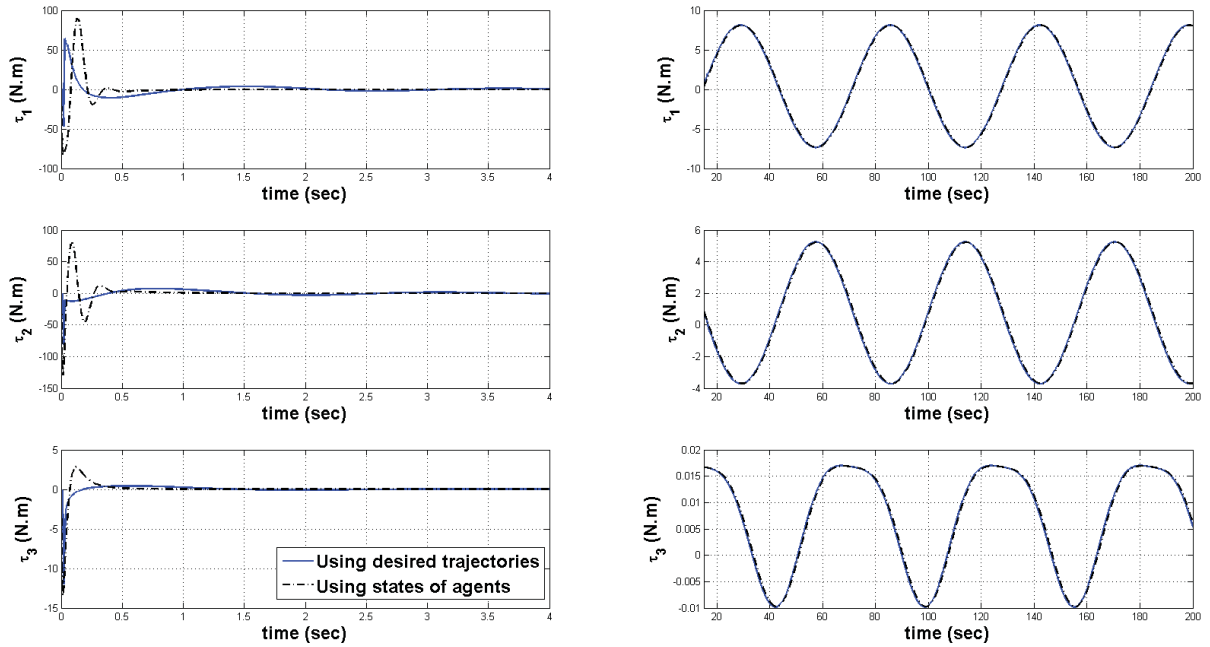 100
50
0
-50
-100
τ1 (N.m)
0 0.5 1 1.5 2 2.5 3 3.5 4
time (sec)
10
5
0
-5
-10
τ1 (N.m)
20 40 60 80 100 120 140 160 180 200
time (sec)
100
50
0
-50
-100
-150
τ2 (N.m)
0 0.5 1 1.5 2 2.5 3 3.5 4
time (sec)
6
4
2
0
-2
-4
τ2 (N.m)
20 40 60 80 100 120 140 160 180 200
time (sec)
5
0
-5
-10
-15
τ3 (N.m)
Using desired trajectories
Using states of agents
0 0.5 1 1.5 2 2.5 3 3.5 4
time (sec)
0.02
0.015
0.01
0.005
0
-0.005
-0.01
τ3 (N.m)
20 40 60 80 100 120 140 160 180 200
time (sec)